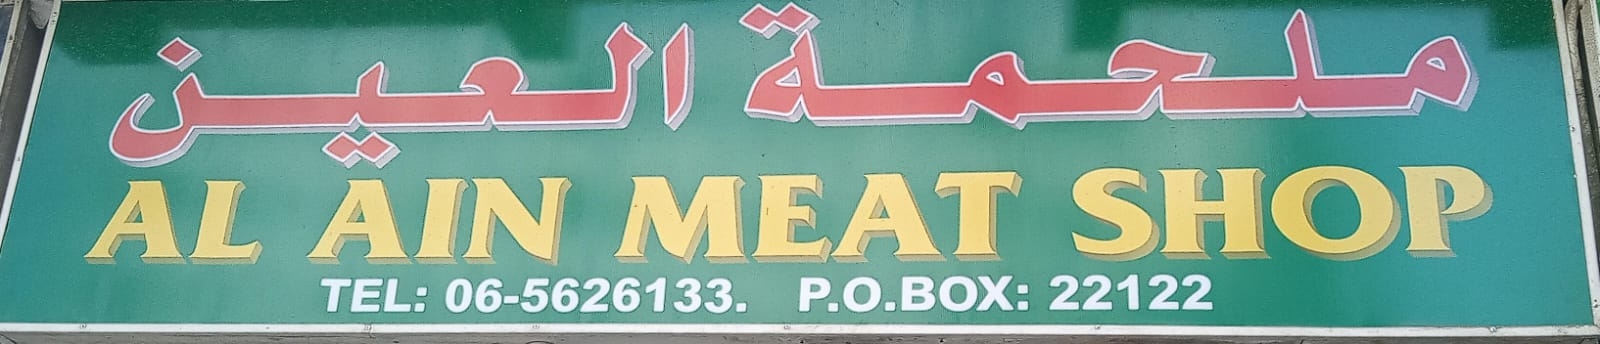 ملحمة العين
AL AIN MEAT SHOP
TEL: 06-5626133. P.O.BOX: 22122